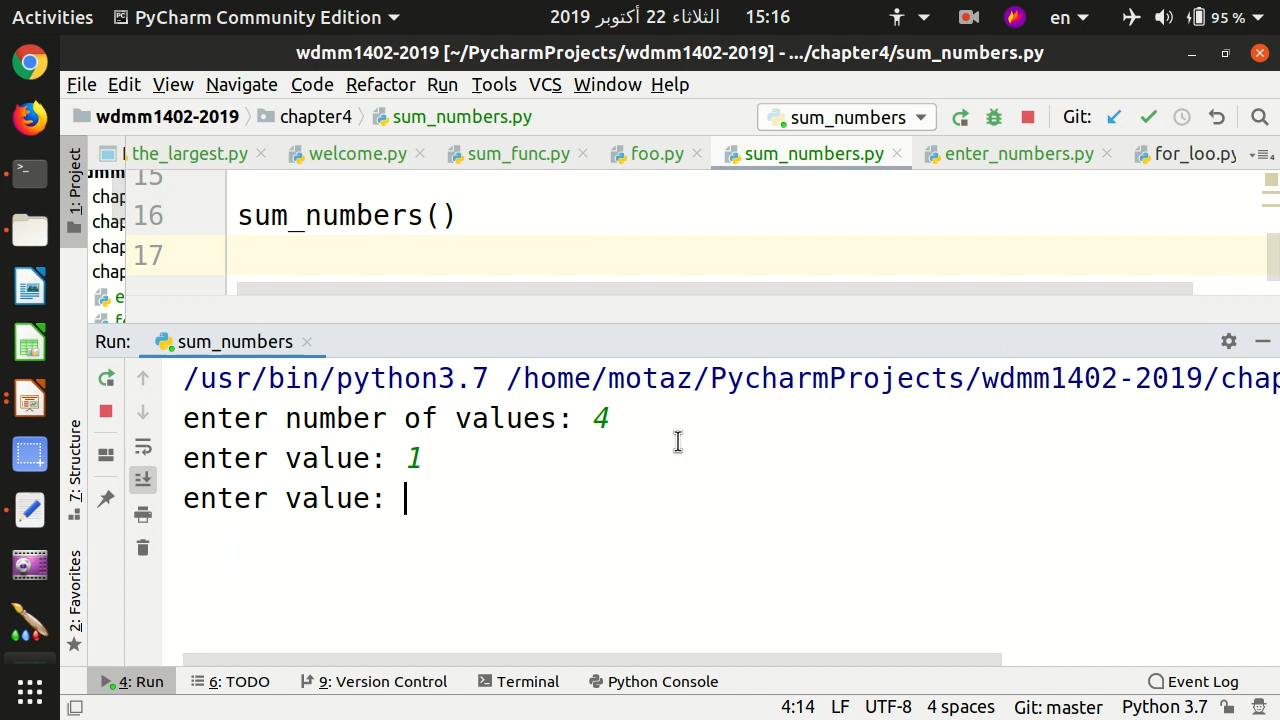 Activities PyCharm Community Edition 2019 الثلاثاء 22 أكتوبر 15:16 en 95 %
wdmm1402-2019 [~/PycharmProjects/wdmm1402-2019] - .../chapter4/sum_numbers.py
File Edit View Navigate Code Refactor Run Tools VCS Window Help
wdmm1402-2019 chapter4 sum_numbers.py sum_numbers Git:
the_largest.py welcome.py sum_func.py foo.py sum_numbers.py enter_numbers.py for_loo.py
1: Project
15
16 sum_numbers()
17
Run: sum_numbers
/usr/bin/python3.7 /home/motaz/PycharmProjects/wdmm1402-2019/chap
enter number of values: 4
enter value: 1
enter value:
7: Structure
2: Favorites
4: Run 6: TODO 9: Version Control Terminal Python Console Event Log
4:14 LF UTF-8 4 spaces Git: master Python 3.7